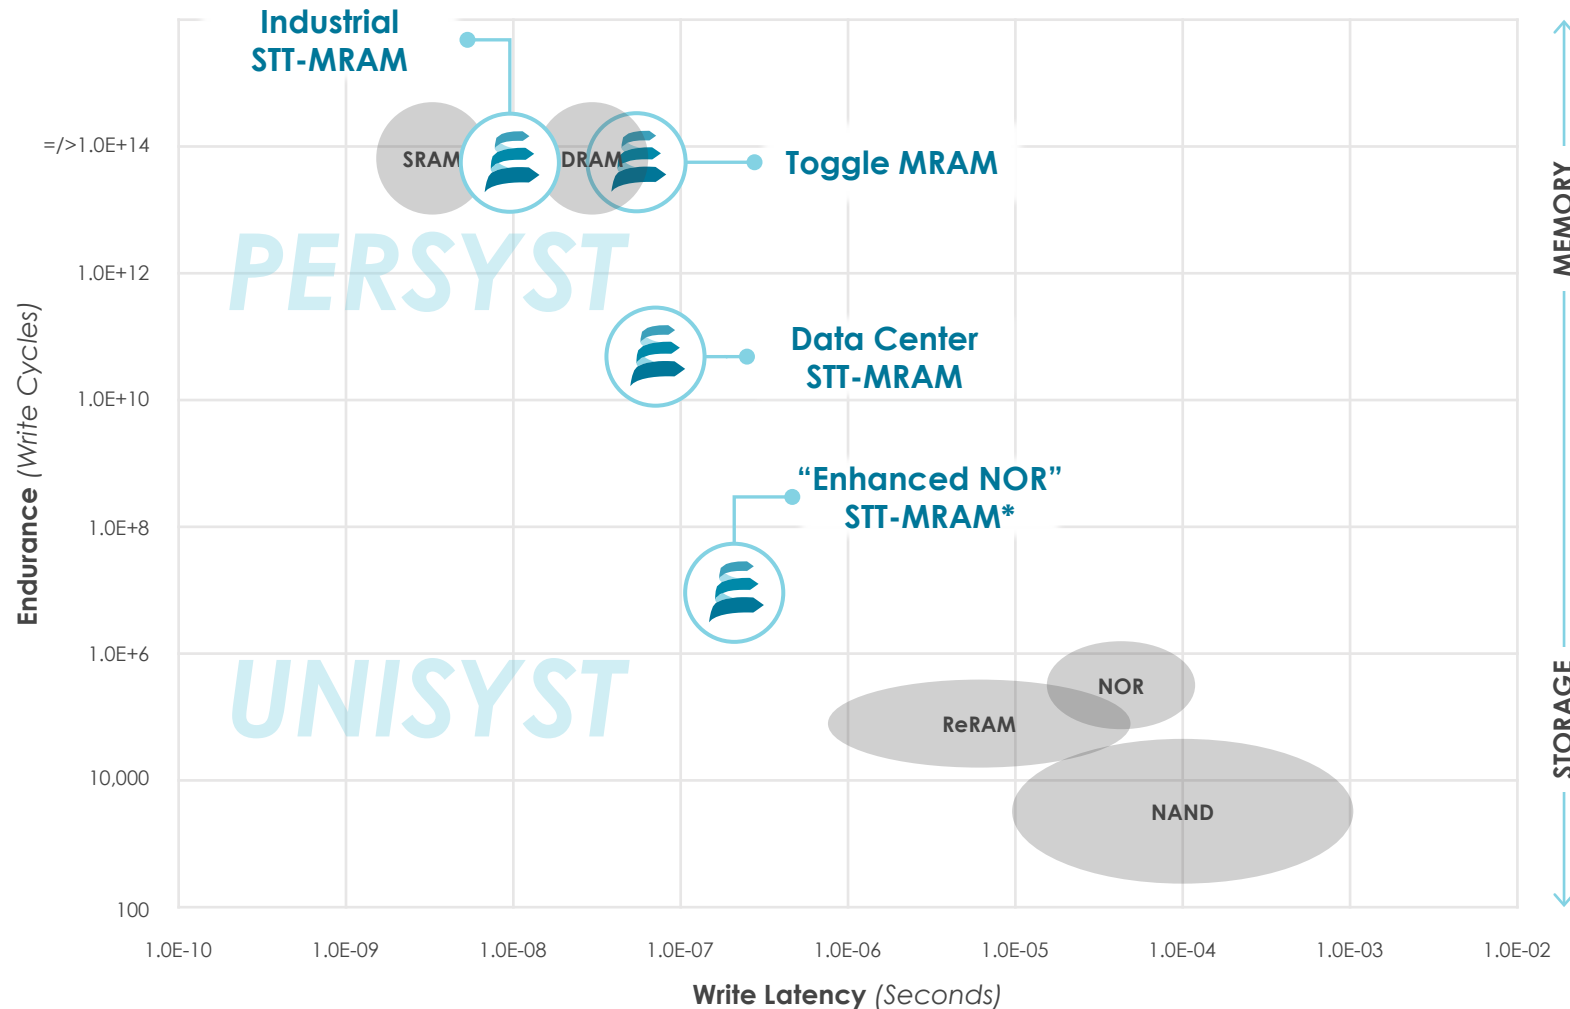 Industrial
STT-MRAM
=/>1.0E+14
SRAM
DRAM
Toggle MRAM
PERSYST
1.0E+12
Data Center
STT-MRAM
1.0E+10
“Enhanced NOR”
STT-MRAM*
1.0E+8
1.0E+6
UNISYST
NOR
ReRAM
10,000
NAND
100
1.0E-10
1.0E-09
1.0E-08
1.0E-07
1.0E-06
1.0E-05
1.0E-04
1.0E-03
1.0E-02
Write Latency (Seconds)
Endurance (Write Cycles)
MEMORY
STORAGE